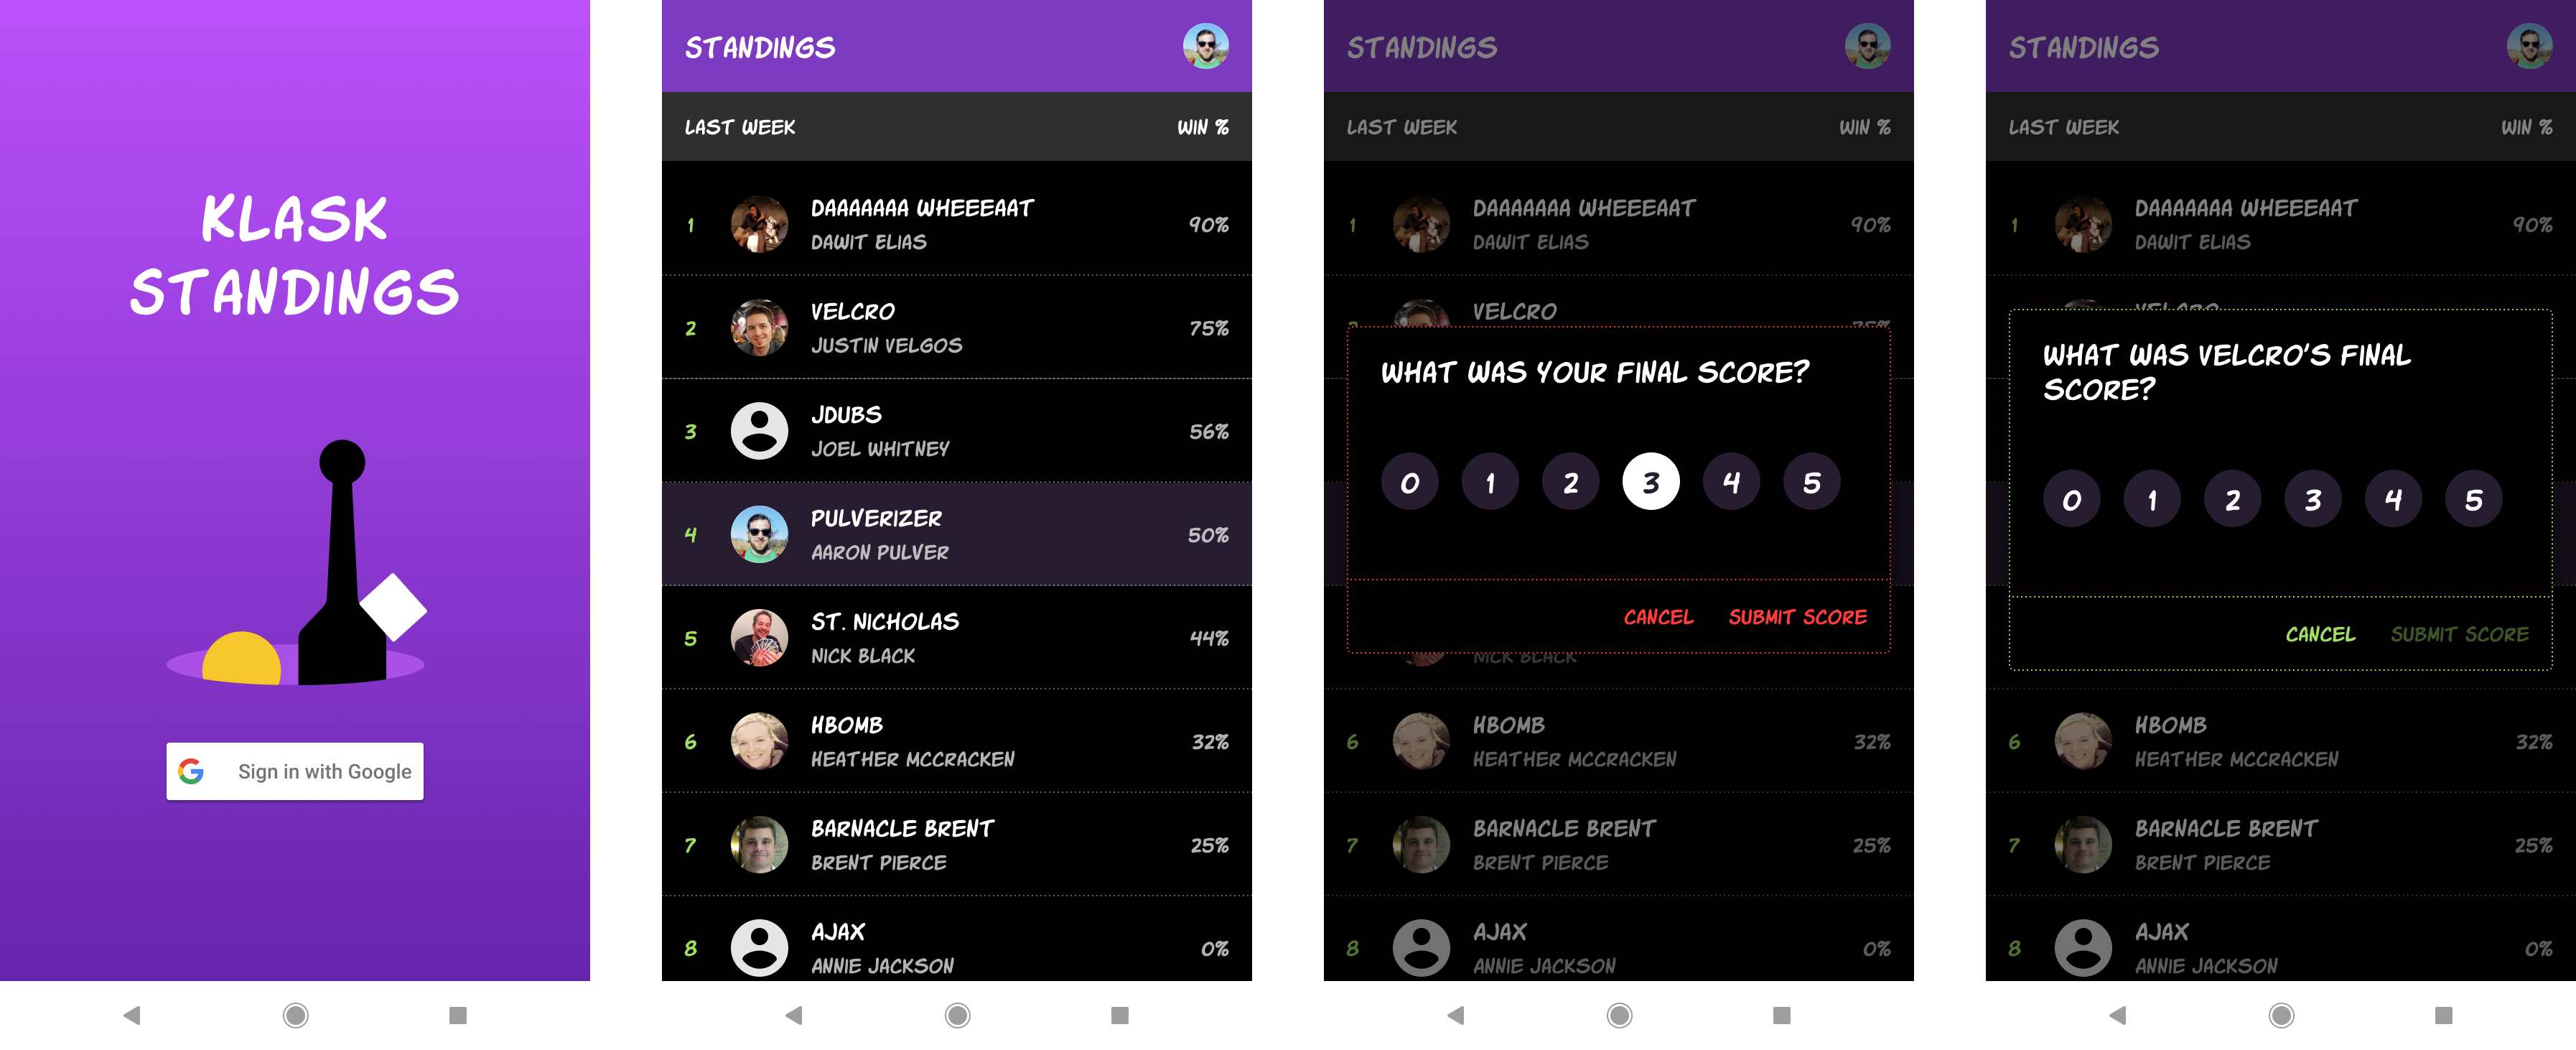 KLASK
STANDINGS
Sign in with Google
STANDINGS
LAST WEEK WIN %
1 DAAAAAAA WHEEEAAT 90%
DAWIT ELIAS
2 VELCRO 75%
JUSTIN VELGOS
3 JDUBS 56%
JOEL WHITNEY
4 PULVERIZER 50%
AARON PULVER
5 ST. NICHOLAS 44%
NICK BLACK
6 HBOMB 32%
HEATHER MCCRACKEN
7 BARNACLE BRENT 25%
BRENT PIERCE
8 AJAX 0%
ANNIE JACKSON
STANDINGS
LAST WEEK WIN %
1 DAAAAAAA WHEEEAAT 90%
DAWIT ELIAS
VELCRO
WHAT WAS YOUR FINAL SCORE?
0 1 2 3 4 5
CANCEL SUBMIT SCORE
NICK BLACK
6 HBOMB 32%
HEATHER MCCRACKEN
7 BARNACLE BRENT 25%
BRENT PIERCE
8 AJAX 0%
ANNIE JACKSON
STANDINGS
LAST WEEK WIN %
1 DAAAAAAA WHEEEAAT 90%
DAWIT ELIAS
VELCRO
WHAT WAS VELCRO'S FINAL
SCORE?
0 1 2 3 4 5
CANCEL SUBMIT SCORE
6 HBOMB 32%
HEATHER MCCRACKEN
7 BARNACLE BRENT 25%
BRENT PIERCE
8 AJAX 0%
ANNIE JACKSON